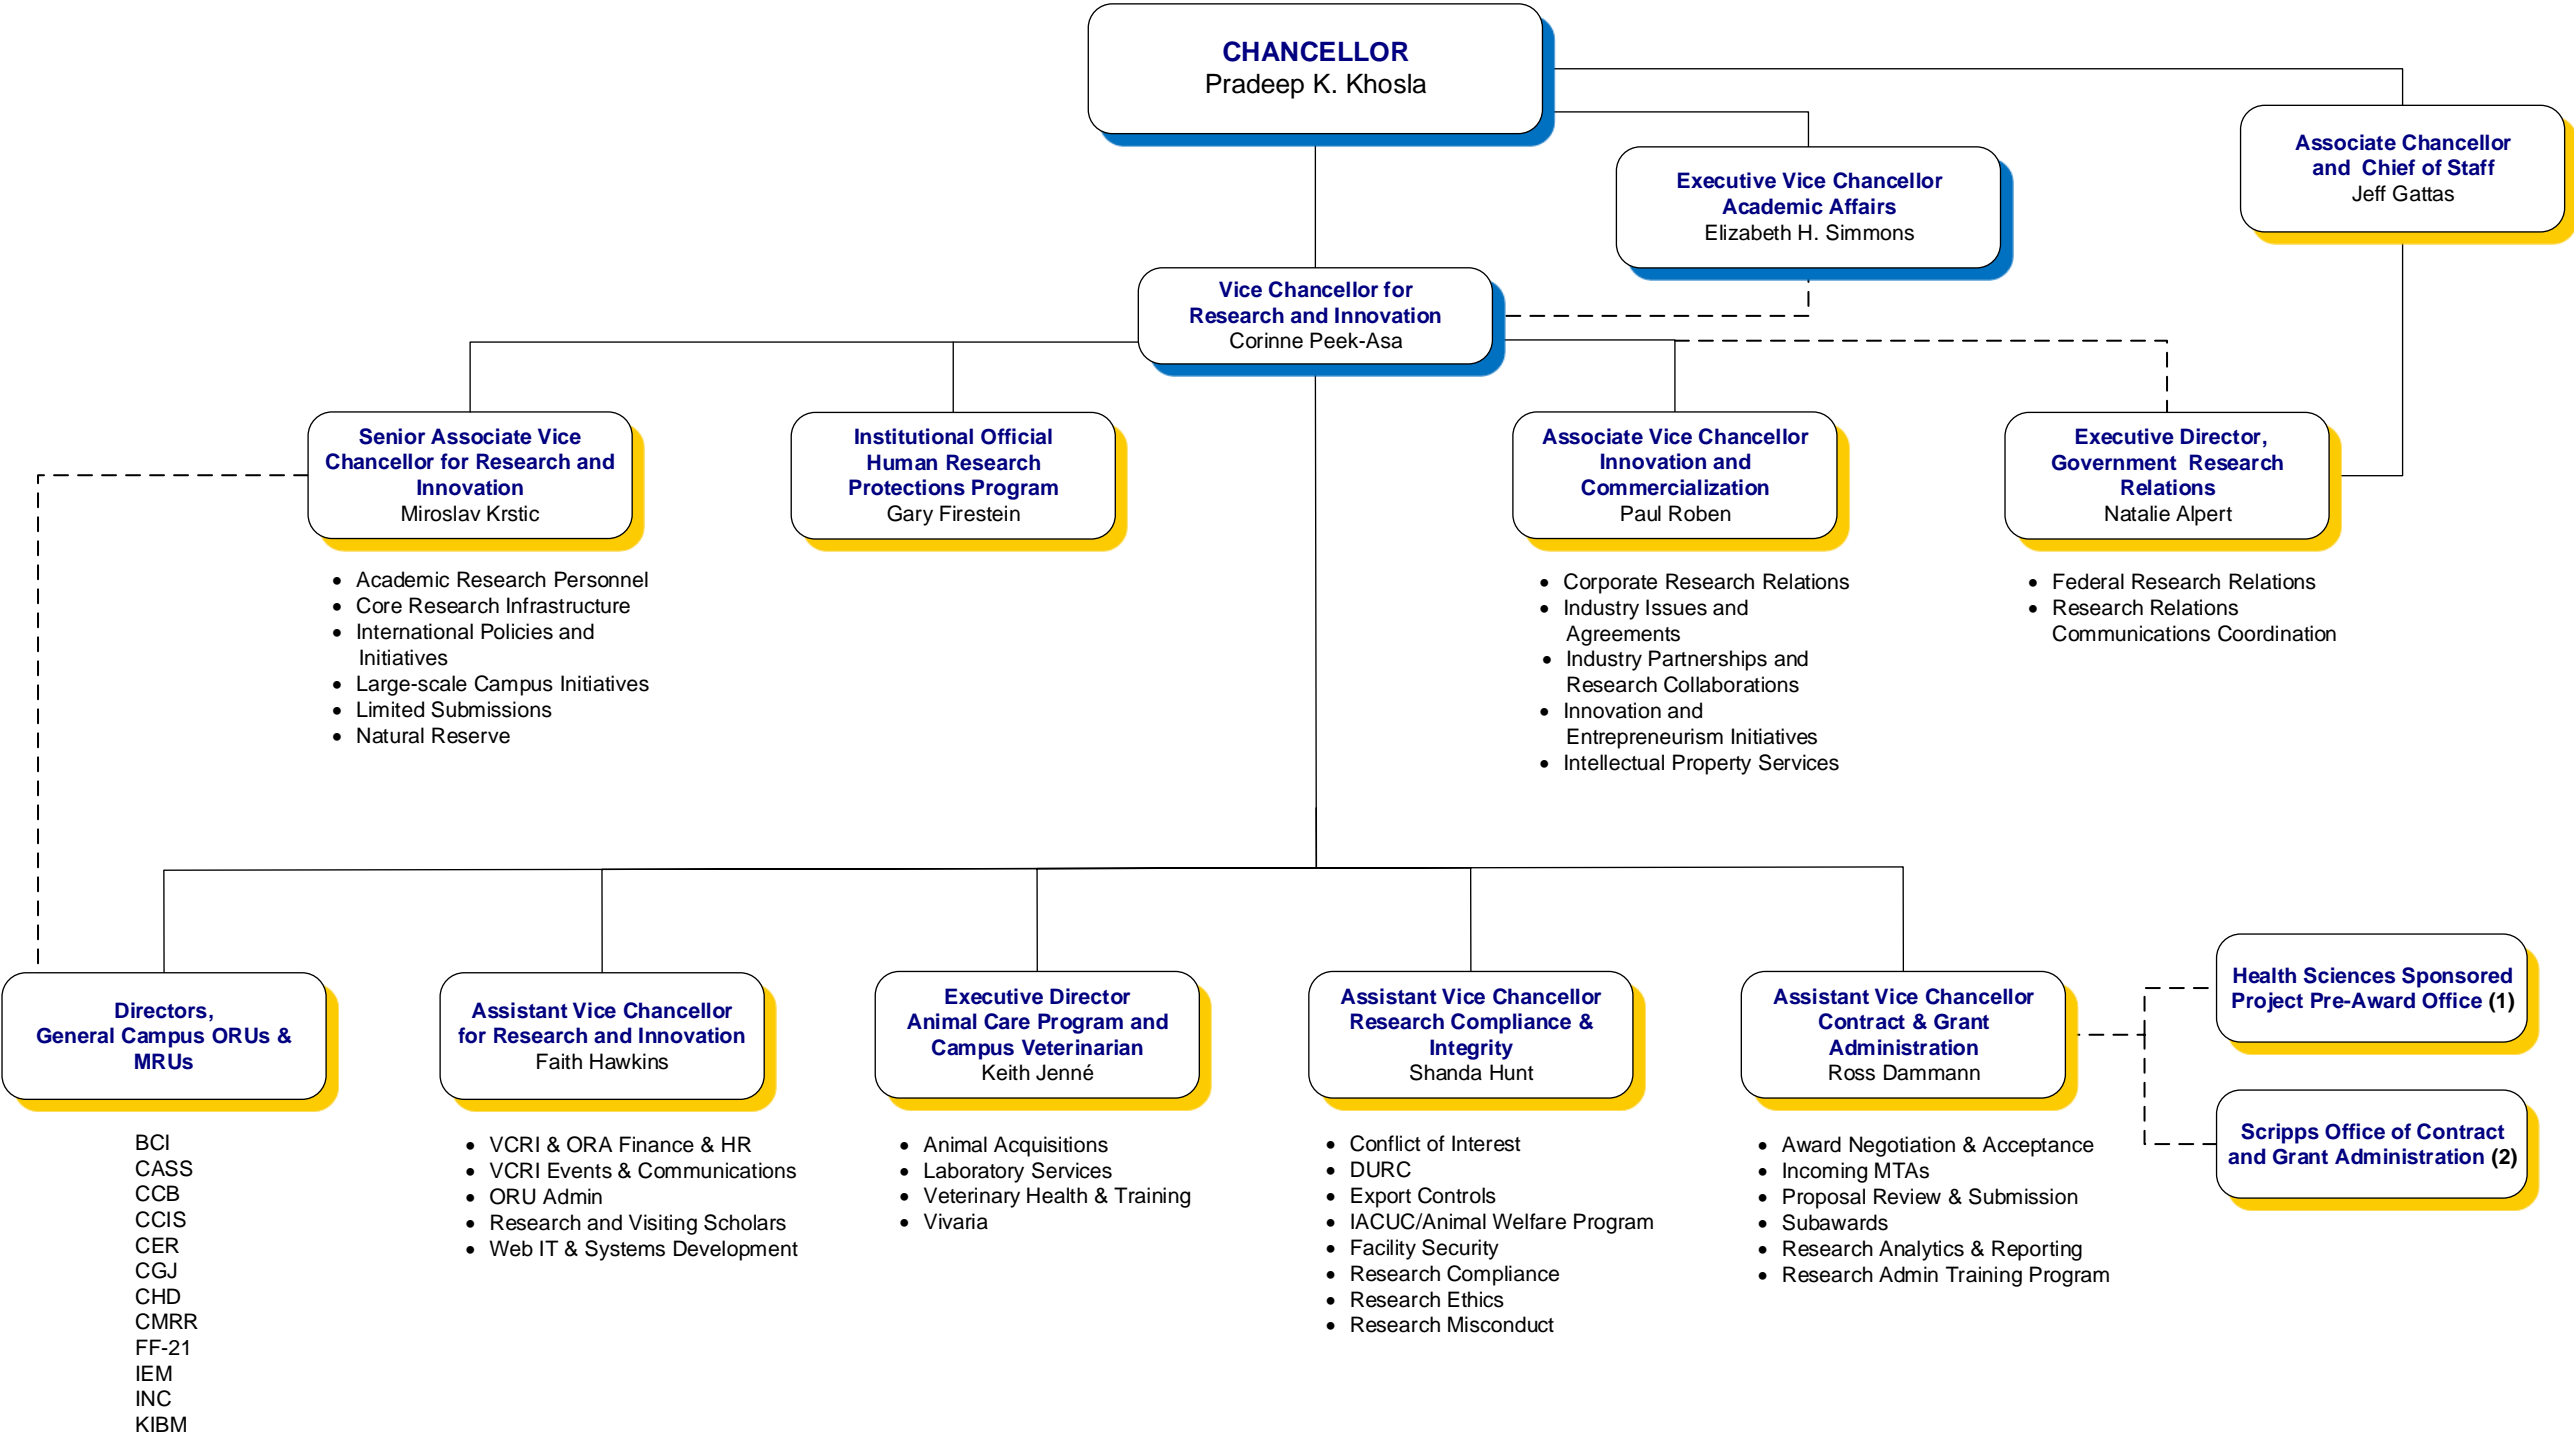 CHANCELLOR
Pradeep K. Khosla
Associate Chancellor
and Chief of Staff
Jeff Gattas
Executive Vice Chancellor
Academic Affairs
Elizabeth H. Simmons
Vice Chancellor for
Research and Innovation
Corinne Peek-Asa
Senior Associate Vice
Chancellor for Research and
Innovation
Miroslav Krstic
• Academic Research Personnel
• Core Research Infrastructure
• International Policies and
Initiatives
• Large-scale Campus Initiatives
• Limited Submissions
• Natural Reserve
Institutional Official
Human Research
Protections Program
Gary Firestein
Associate Vice Chancellor
Innovation and
Commercialization
Paul Roben
• Corporate Research Relations
• Industry Issues and
Agreements
• Industry Partnerships and
Research Collaborations
• Innovation and
Entrepreneurism Initiatives
• Intellectual Property Services
Executive Director,
Government Research
Relations
Natalie Alpert
• Federal Research Relations
• Research Relations
Communications Coordination
Directors,
General Campus ORUs &
MRUs
BCI
CASS
CCB
CCIS
CER
CGJ
CHD
CMRR
FF-21
IEM
INC
KIBM
Assistant Vice Chancellor
for Research and Innovation
Faith Hawkins
• VCRI & ORA Finance & HR
• VCRI Events & Communications
• ORU Admin
• Research and Visiting Scholars
• Web IT & Systems Development
Executive Director
Animal Care Program and
Campus Veterinarian
Keith Jenné
• Animal Acquisitions
• Laboratory Services
• Veterinary Health & Training
• Vivaria
Assistant Vice Chancellor
Research Compliance &
Integrity
Shanda Hunt
• Conflict of Interest
• DURC
• Export Controls
• IACUC/Animal Welfare Program
• Facility Security
• Research Compliance
• Research Ethics
• Research Misconduct
Assistant Vice Chancellor
Contract & Grant
Administration
Ross Dammann
• Award Negotiation & Acceptance
• Incoming MTAs
• Proposal Review & Submission
• Subawards
• Research Analytics & Reporting
• Research Admin Training Program
Health Sciences Sponsored
Project Pre-Award Office (1)
Scripps Office of Contract
and Grant Administration (2)